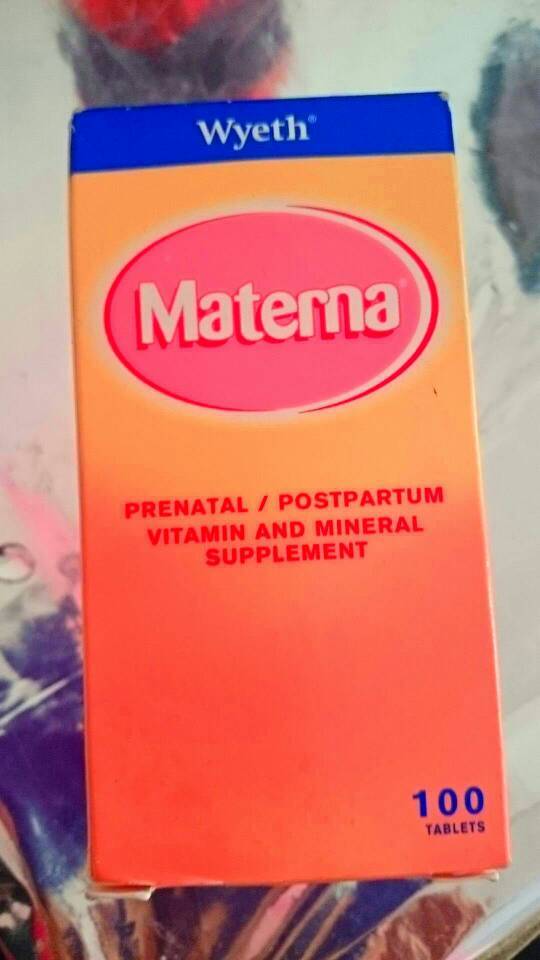 Wyeth®
Materna®
PRENATAL / POSTPARTUM
VITAMIN AND MINERAL
SUPPLEMENT
100
TABLETS